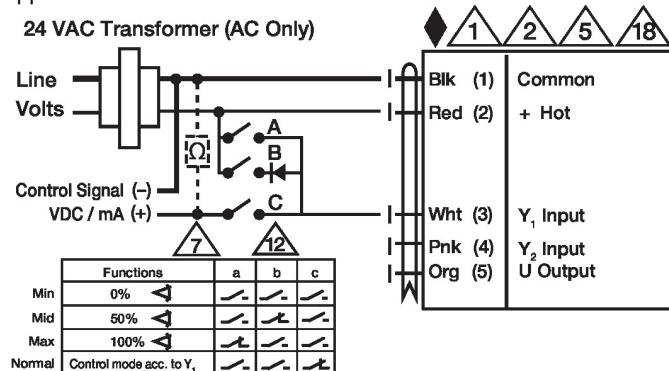 24 VAC Transformer (AC Only)
1 2 5 18
Line
Volts
Blk (1) Common
Red (2) + Hot
A
B
Ω
Control Signal (–)
VDC / mA (+)
C
Wht (3) Y1 Input
Pnk (4) Y2 Input
Org (5) U Output
7 12
Functions a b c
Min 0%
Mid 50%
Max 100%
Normal Control mode acc. to Y1